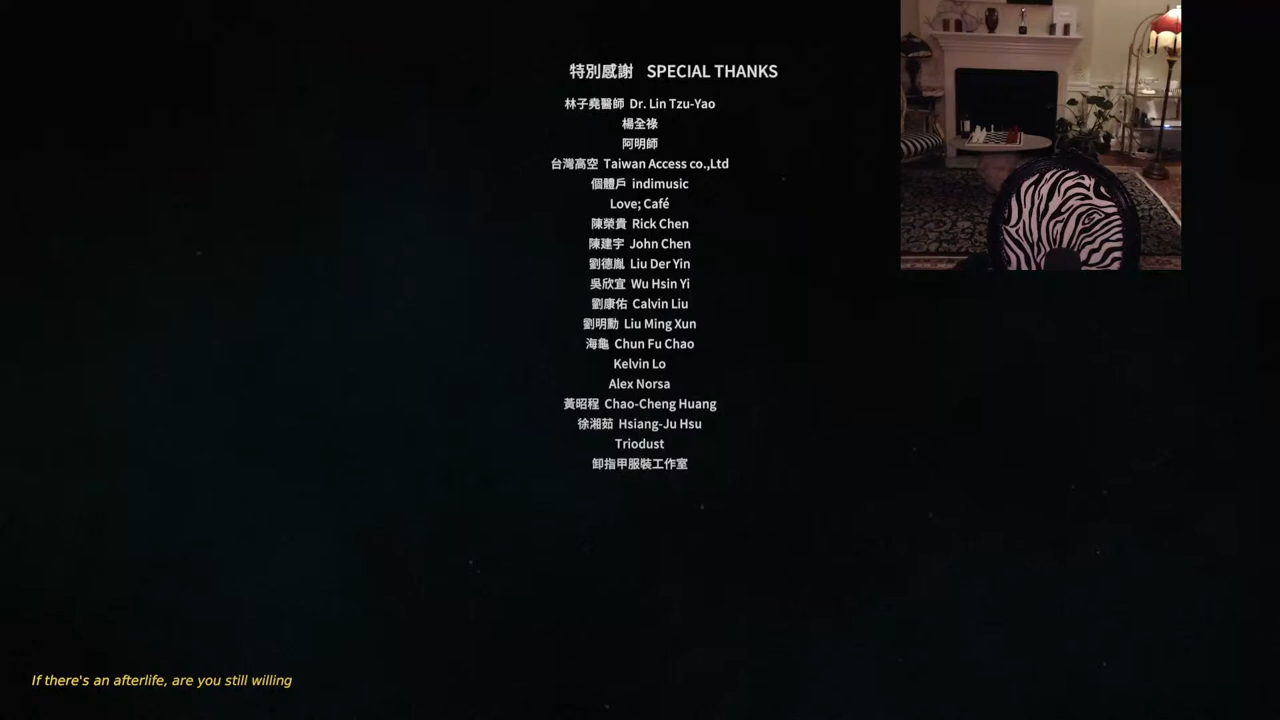 特別感謝 SPECIAL THANKS
林子堯醫師 Dr. Lin Tzu-Yao
楊全祿
阿明師
台灣高空 Taiwan Access co.,Ltd
個體戶 indimusic
Love; Café
陳榮貴 Rick Chen
陳建宇 John Chen
劉德胤 Liu Der Yin
吳欣宜 Wu Hsin Yi
劉康佑 Calvin Liu
劉明勳 Liu Ming Xun
海龜 Chun Fu Chao
Kelvin Lo
Alex Norsa
黃昭程 Chao-Cheng Huang
徐湘茹 Hsiang-Ju Hsu
Triodust
卸指甲服裝工作室
If there's an afterlife, are you still willing